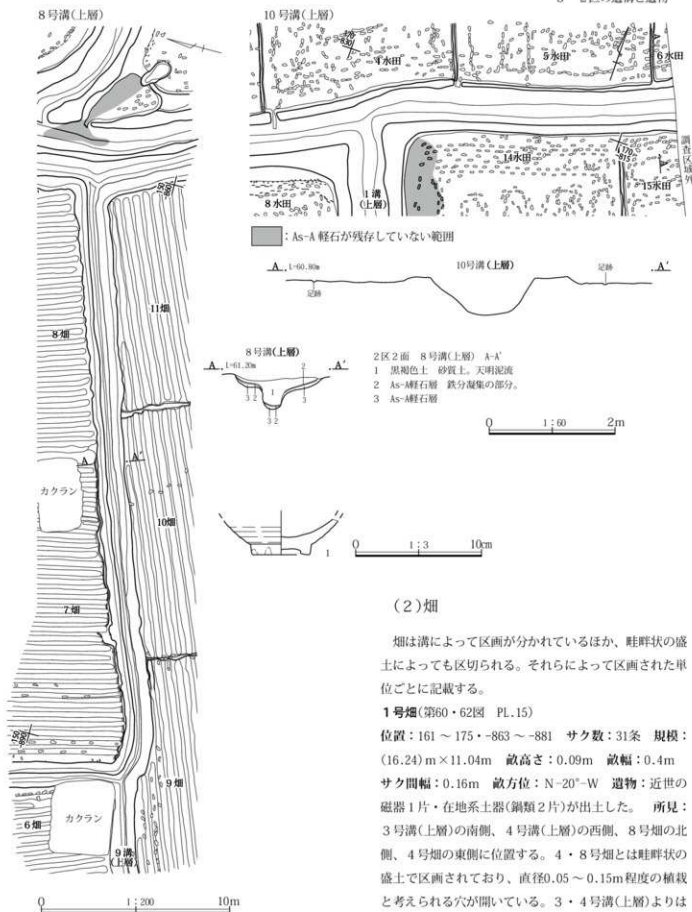 8号溝(上層)
10号溝(上層)
4水田
5水田
6水田
14水田
15水田
8水田
1溝
(上層)
調査区域外
：As-A 軽石が残存していない範囲
A
L=60.80m
10号溝(上層)
A'
足跡
足跡
8畑
11畑
8号溝(上層)
A
L=61.20m
2
A'
1
3 2
3
3 2
2区2面 8号溝(上層) A-A'
1 黒褐色土 砂質土。天明泥流
2 As-A軽石層 鉄分凝集の部分。
3 As-A軽石層
0
1：60
2m
A
A'
カクラン
10畑
7畑
1
0
1：3
10cm
9畑
6畑
カクラン
9溝
(上層)
0
1：200
10m
(２)畑
畑は溝によって区画が分かれているほか、畦畔状の盛
土によっても区切られる。それらによって区画された単
位ごとに記載する。
1号畑(第60・62図 PL.15)
位置：161～175・-863～-881 サク数：31条 規模：
(16.24)m×11.04m 畝高さ：0.09m 畝幅：0.4m
サク間幅：0.16m 畝方位：N-20°-W 遺物：近世の
磁器１片・在地系土器(鍋類２片)が出土した。 所見：
３号溝(上層)の南側、４号溝(上層)の西側、８号畑の北
側、４号畑の東側に位置する。４・８号畑とは畦畔状の
盛土で区画されており、直径0.05～0.15m程度の植栽
と考えられる穴が開いている。３・４号溝(上層)よりは